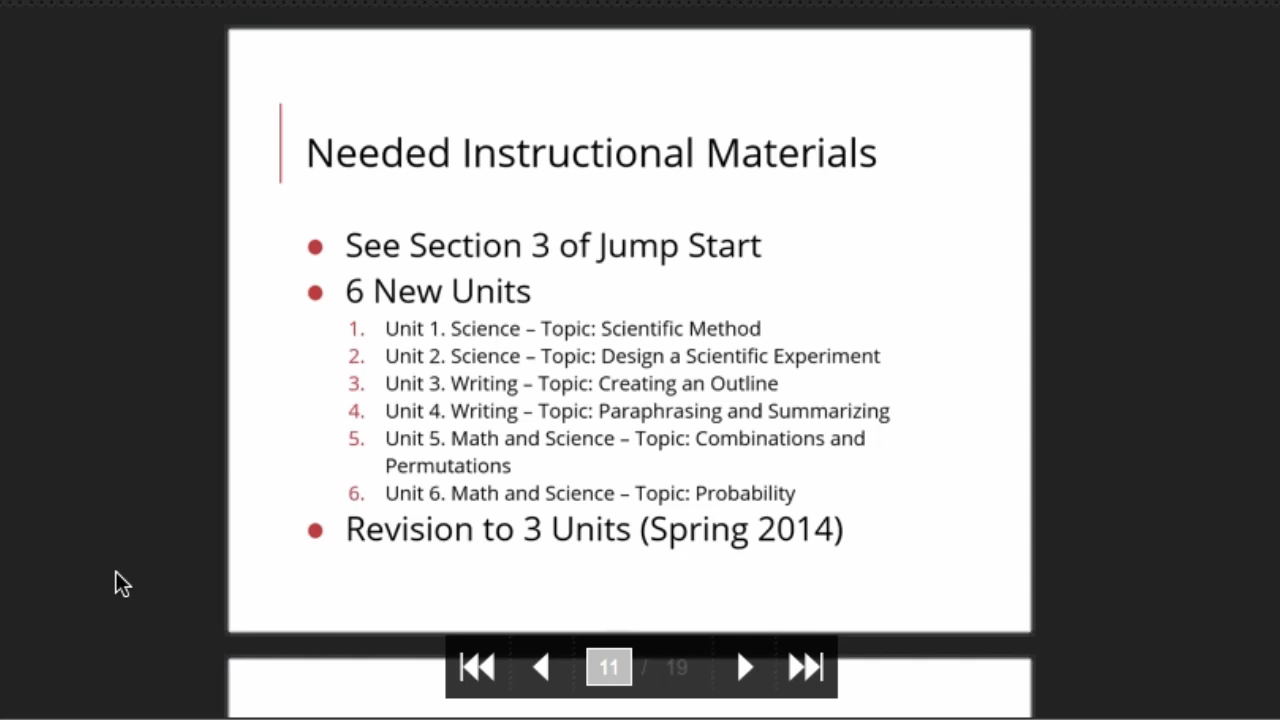 Needed Instructional Materials
See Section 3 of Jump Start
6 New Units
1. Unit 1. Science – Topic: Scientific Method
2. Unit 2. Science – Topic: Design a Scientific Experiment
3. Unit 3. Writing – Topic: Creating an Outline
4. Unit 4. Writing – Topic: Paraphrasing and Summarizing
5. Unit 5. Math and Science – Topic: Combinations and
Permutations
6. Unit 6. Math and Science – Topic: Probability
Revision to 3 Units (Spring 2014)
11 / 19